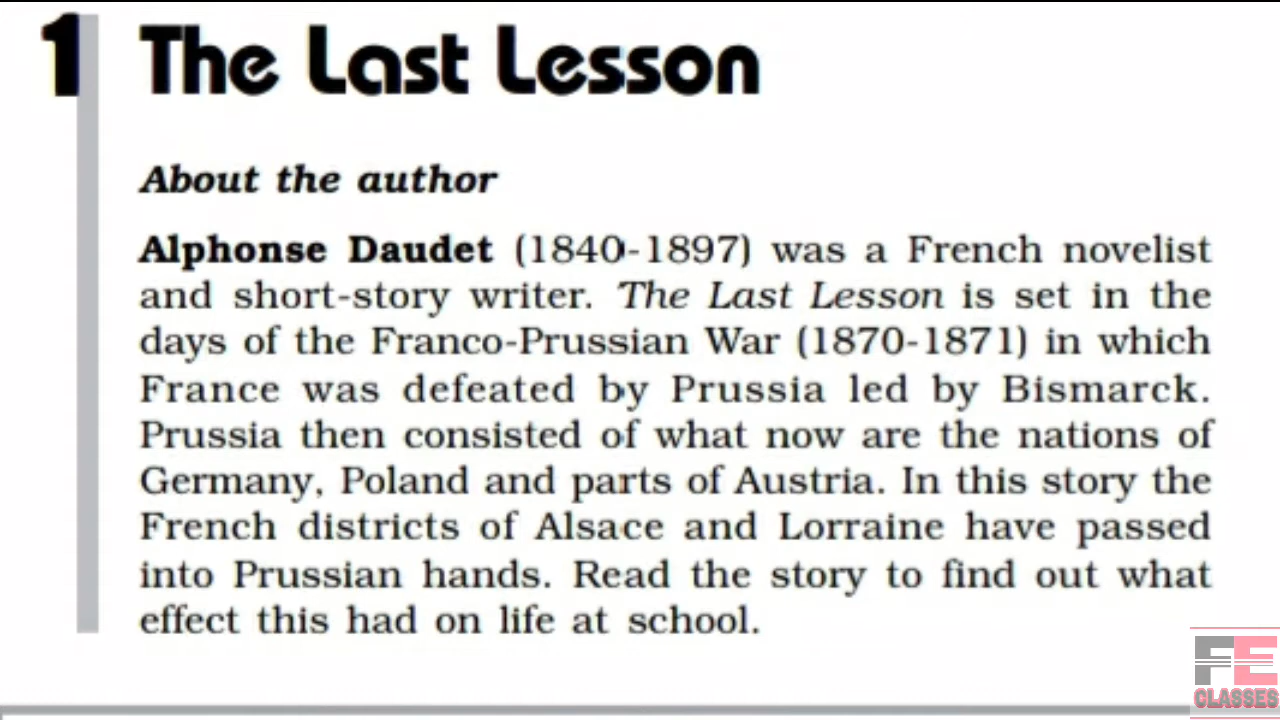 1 The Last Lesson
About the author
Alphonse Daudet (1840-1897) was a French novelist
and short-story writer. The Last Lesson is set in the
days of the Franco-Prussian War (1870-1871) in which
France was defeated by Prussia led by Bismarck.
Prussia then consisted of what now are the nations of
Germany, Poland and parts of Austria. In this story the
French districts of Alsace and Lorraine have passed
into Prussian hands. Read the story to find out what
effect this had on life at school.
FE
CLASSES